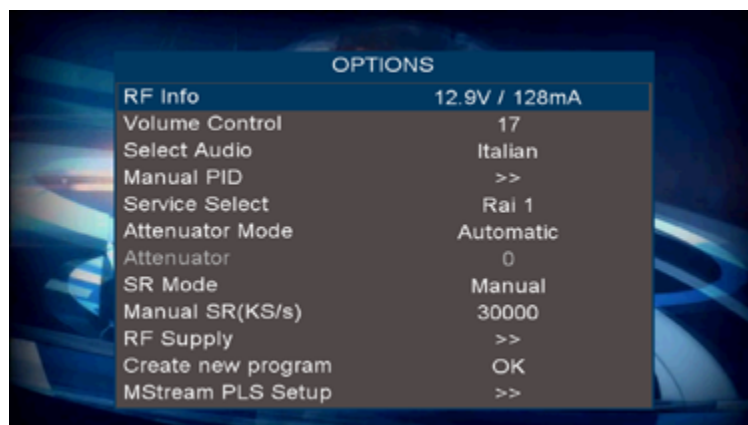 OPTIONS
RF Info 12.9V / 128mA
Volume Control 17
Select Audio Italian
Manual PID >>
Service Select Rai 1
Attenuator Mode Automatic
Attenuator 0
SR Mode Manual
Manual SR(KS/s) 30000
RF Supply >>
Create new program OK
MStream PLS Setup >>